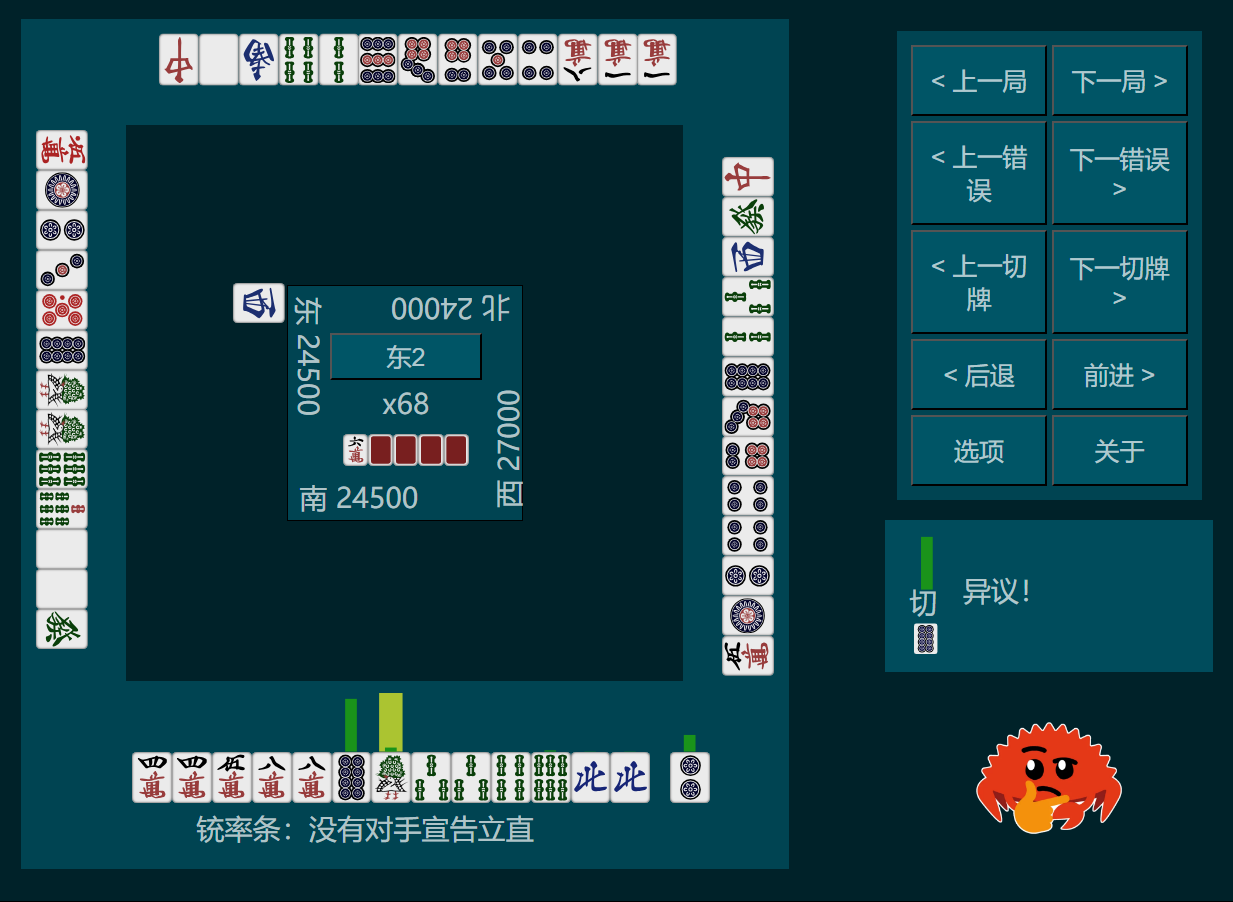 < 上一局
下一局 >
< 上一错
误
下一错误
>
< 上一切
牌
下一切牌
>
< 后退
前进 >
选项
关于
北 24000
东 24500
东2
x68
西 27000
南 24500
切
异议！
铳率条：没有对手宣告立直